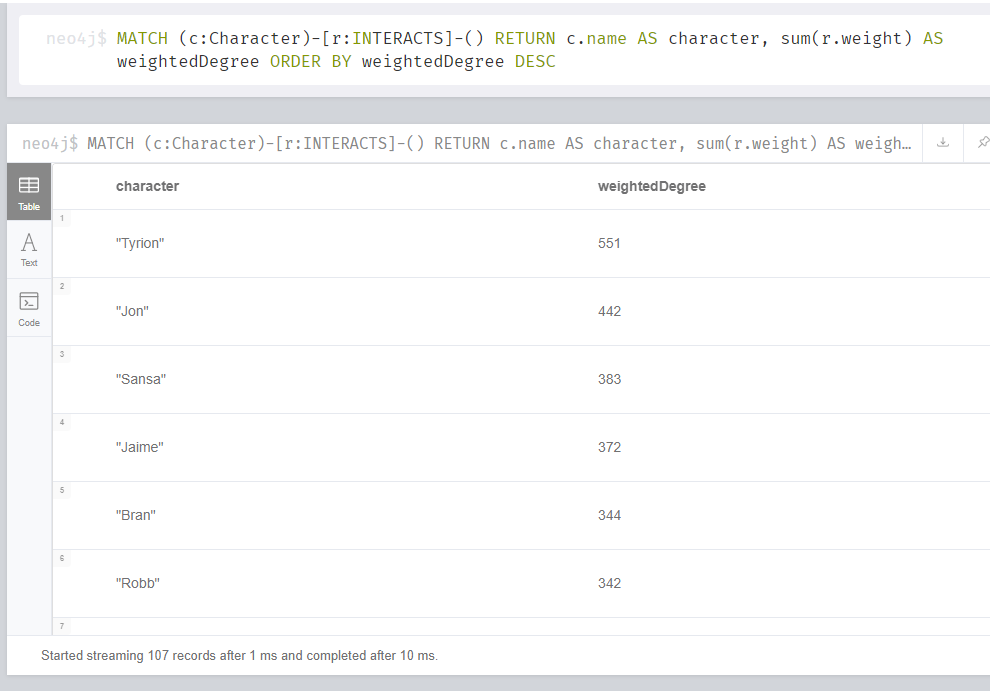 neo4j$ MATCH (c:Character)-[r:INTERACTS]-() RETURN c.name AS character, sum(r.weight) AS
weightedDegree ORDER BY weightedDegree DESC
neo4j$ MATCH (c:Character)-[r:INTERACTS]-() RETURN c.name AS character, sum(r.weight) AS weigh…
character weightedDegree
Table
1
"Tyrion" 551
Text
2
"Jon" 442
Code
3
"Sansa" 383
4
"Jaime" 372
5
"Bran" 344
6
"Robb" 342
7
Started streaming 107 records after 1 ms and completed after 10 ms.